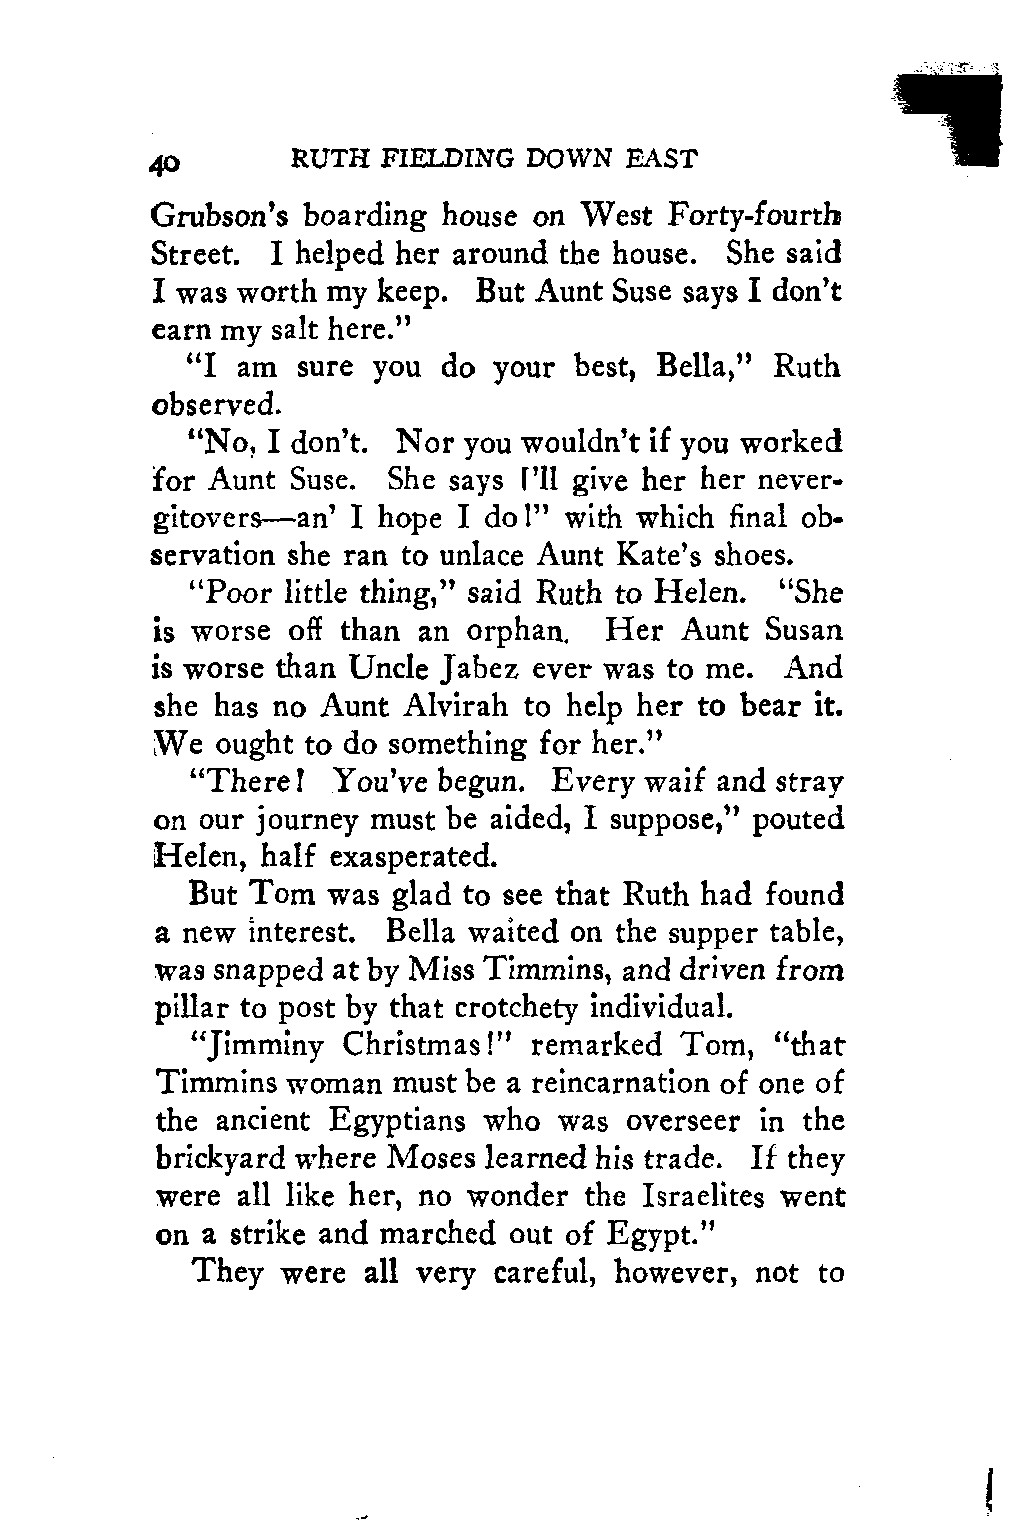 40 RUTH FIELDING DOWN EAST
Grubson's boarding house on West Forty-fourth
Street. I helped her around the house. She said
I was worth my keep. But Aunt Suse says I don't
earn my salt here."
"I am sure you do your best, Bella," Ruth
observed.
"No, I don't. Nor you wouldn't if you worked
for Aunt Suse. She says I'll give her her never-
gitovers—an' I hope I do!" with which final ob-
servation she ran to unlace Aunt Kate's shoes.
"Poor little thing," said Ruth to Helen. "She
is worse off than an orphan. Her Aunt Susan
is worse than Uncle Jabez ever was to me. And
she has no Aunt Alvirah to help her to bear it.
We ought to do something for her."
"There! You've begun. Every waif and stray
on our journey must be aided, I suppose," pouted
Helen, half exasperated.
But Tom was glad to see that Ruth had found
a new interest. Bella waited on the supper table,
was snapped at by Miss Timmins, and driven from
pillar to post by that crotchety individual.
"Jimminy Christmas!" remarked Tom, "that
Timmins woman must be a reincarnation of one of
the ancient Egyptians who was overseer in the
brickyard where Moses learned his trade. If they
were all like her, no wonder the Israelites went
on a strike and marched out of Egypt."
They were all very careful, however, not to